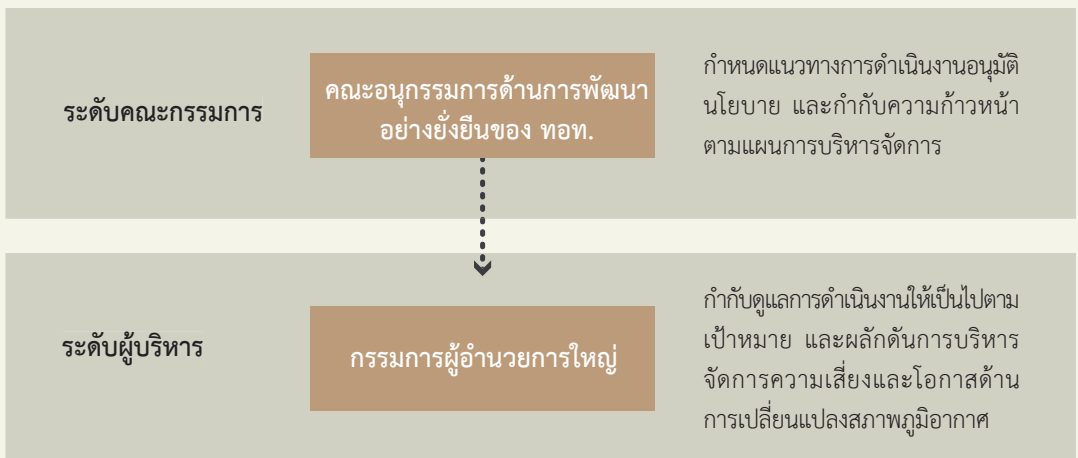 ระดับคณะกรรมการ
คณะอนุกรรมการด้านการพัฒนา
อย่างยั่งยืนของ ทอท.
กำหนดแนวทางการดำเนินงานอนุมัติ
นโยบาย และกำกับความก้าวหน้า
ตามแผนการบริหารจัดการ
ระดับผู้บริหาร
กรรมการผู้อำนวยการใหญ่
กำกับดูแลการดำเนินงานให้เป็นไปตาม
เป้าหมาย และผลักดันการบริหาร
จัดการความเสี่ยงและโอกาสด้าน
การเปลี่ยนแปลงสภาพภูมิอากาศ